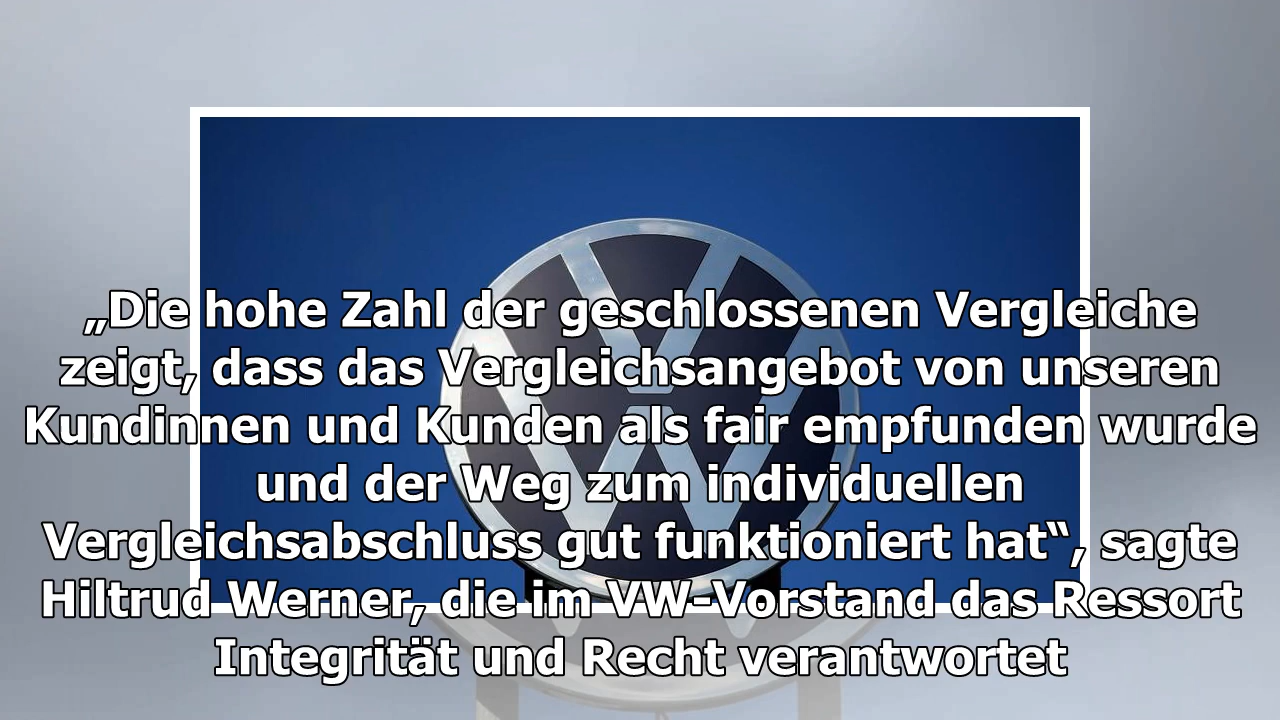 „Die hohe Zahl der geschlossenen Vergleiche
zeigt, dass das Vergleichsangebot von unseren
Kundinnen und Kunden als fair empfunden wurde
und der Weg zum individuellen
Vergleichsabschluss gut funktioniert hat“, sagte
Hiltrud Werner, die im VW-Vorstand das Ressort
Integrität und Recht verantwortet